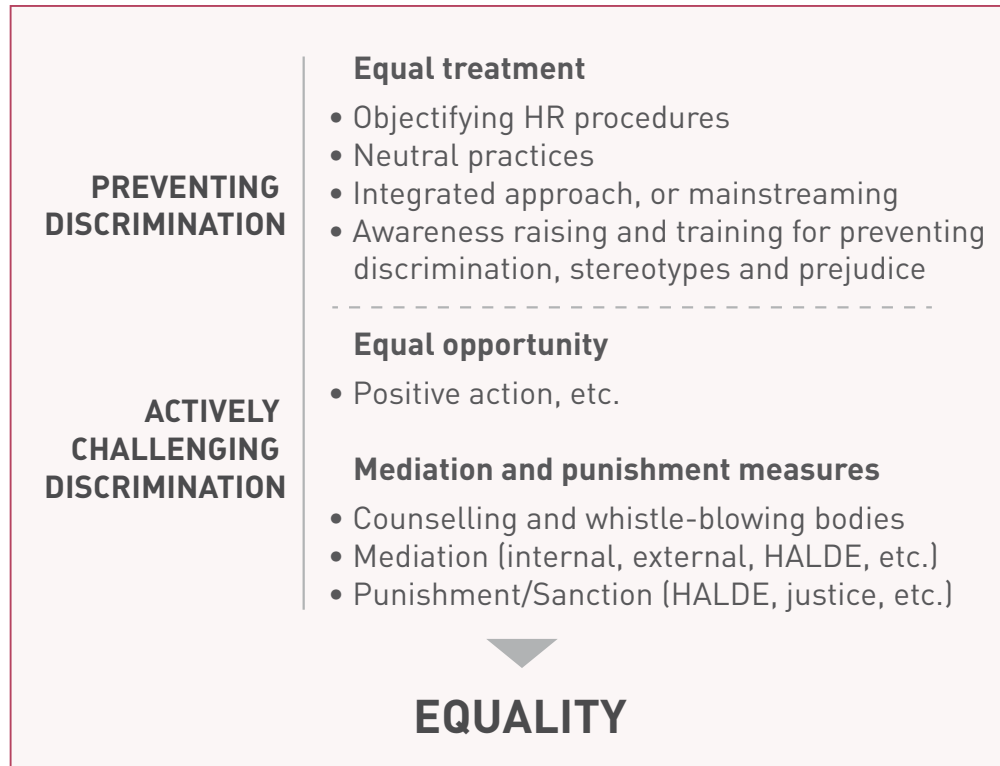 PREVENTING
DISCRIMINATION
Equal treatment
• Objectifying HR procedures
• Neutral practices
• Integrated approach, or mainstreaming
• Awareness raising and training for preventing
discrimination, stereotypes and prejudice
ACTIVELY
CHALLENGING
DISCRIMINATION
Equal opportunity
• Positive action, etc.
Mediation and punishment measures
• Counselling and whistle-blowing bodies
• Mediation (internal, external, HALDE, etc.)
• Punishment/Sanction (HALDE, justice, etc.)
EQUALITY